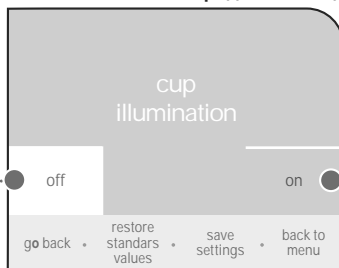 cup
illumination
off
on
go back • restore standars values • save settings • back to menu